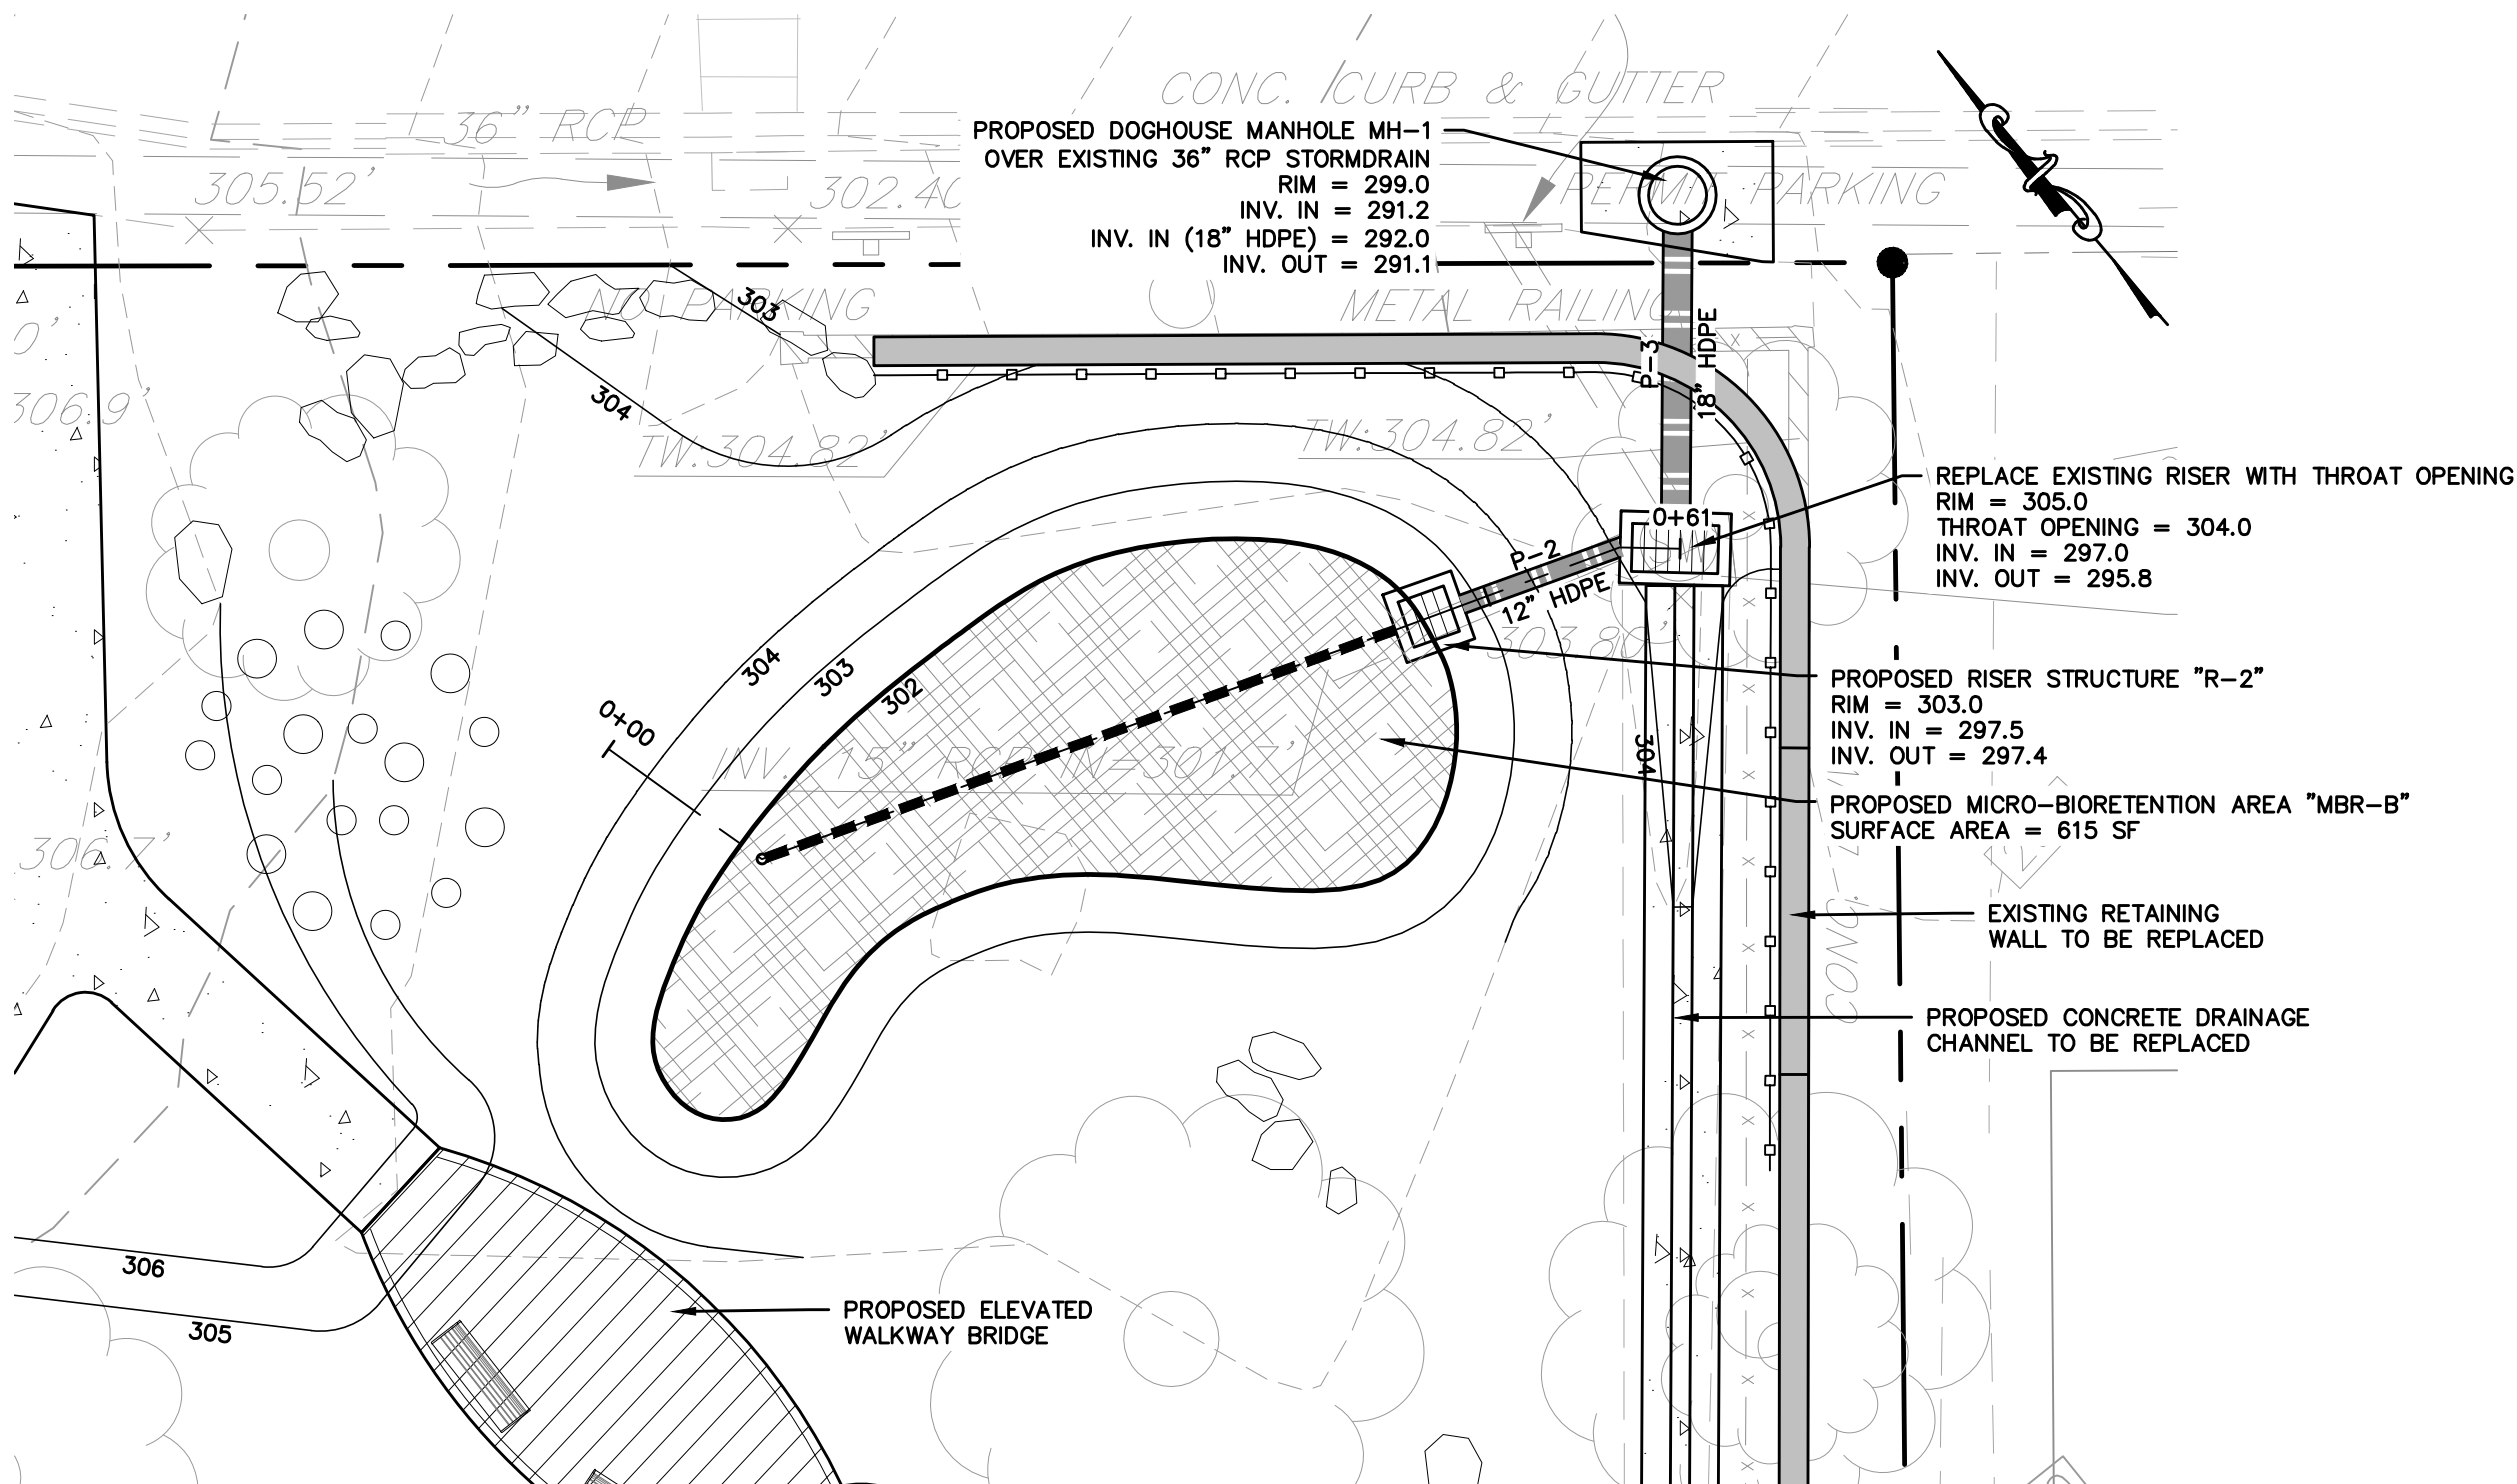 CONC. CURB & GUTTER
36” RCP
PROPOSED DOGHOUSE MANHOLE MH-1
OVER EXISTING 36” RCP STORMDRAIN
RIM = 299.0
INV. IN = 291.2
INV. IN (18” HDPE) = 292.0
INV. OUT = 291.1
305.52'
302.40
PERMIT PARKING
NO PARKING
METAL RAILING
303
304
306.9'
TW:304.82'
TW:304.82'
P-3
18” HDPE
REPLACE EXISTING RISER WITH THROAT OPENING
RIM = 305.0
THROAT OPENING = 304.0
INV. IN = 297.0
INV. OUT = 295.8
0+61
P-2
12” HDPE
304
303
302
0+00
INV. 15” RCP IN=301.7'
304
PROPOSED RISER STRUCTURE ”R-2”
RIM = 303.0
INV. IN = 297.5
INV. OUT = 297.4
PROPOSED MICRO-BIORETENTION AREA ”MBR-B”
SURFACE AREA = 615 SF
306.7'
EXISTING RETAINING
WALL TO BE REPLACED
CONC.
PROPOSED CONCRETE DRAINAGE
CHANNEL TO BE REPLACED
306
305
PROPOSED ELEVATED
WALKWAY BRIDGE